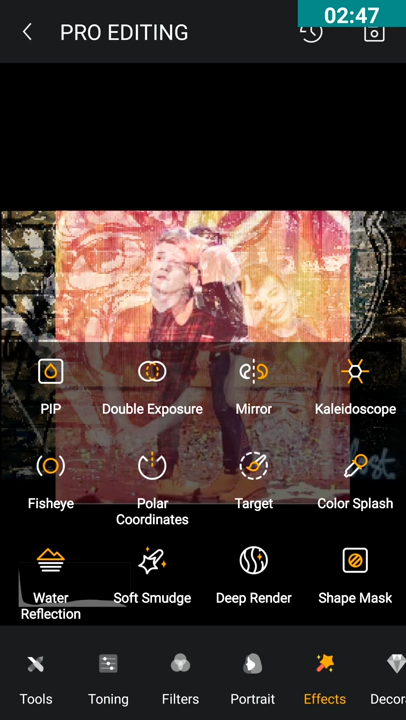 02:47
PRO EDITING
PIP
Double Exposure
Mirror
Kaleidoscope
Fisheye
Polar
Coordinates
Target
Color Splash
Water
Reflection
Soft Smudge
Deep Render
Shape Mask
Tools
Toning
Filters
Portrait
Effects
Decor